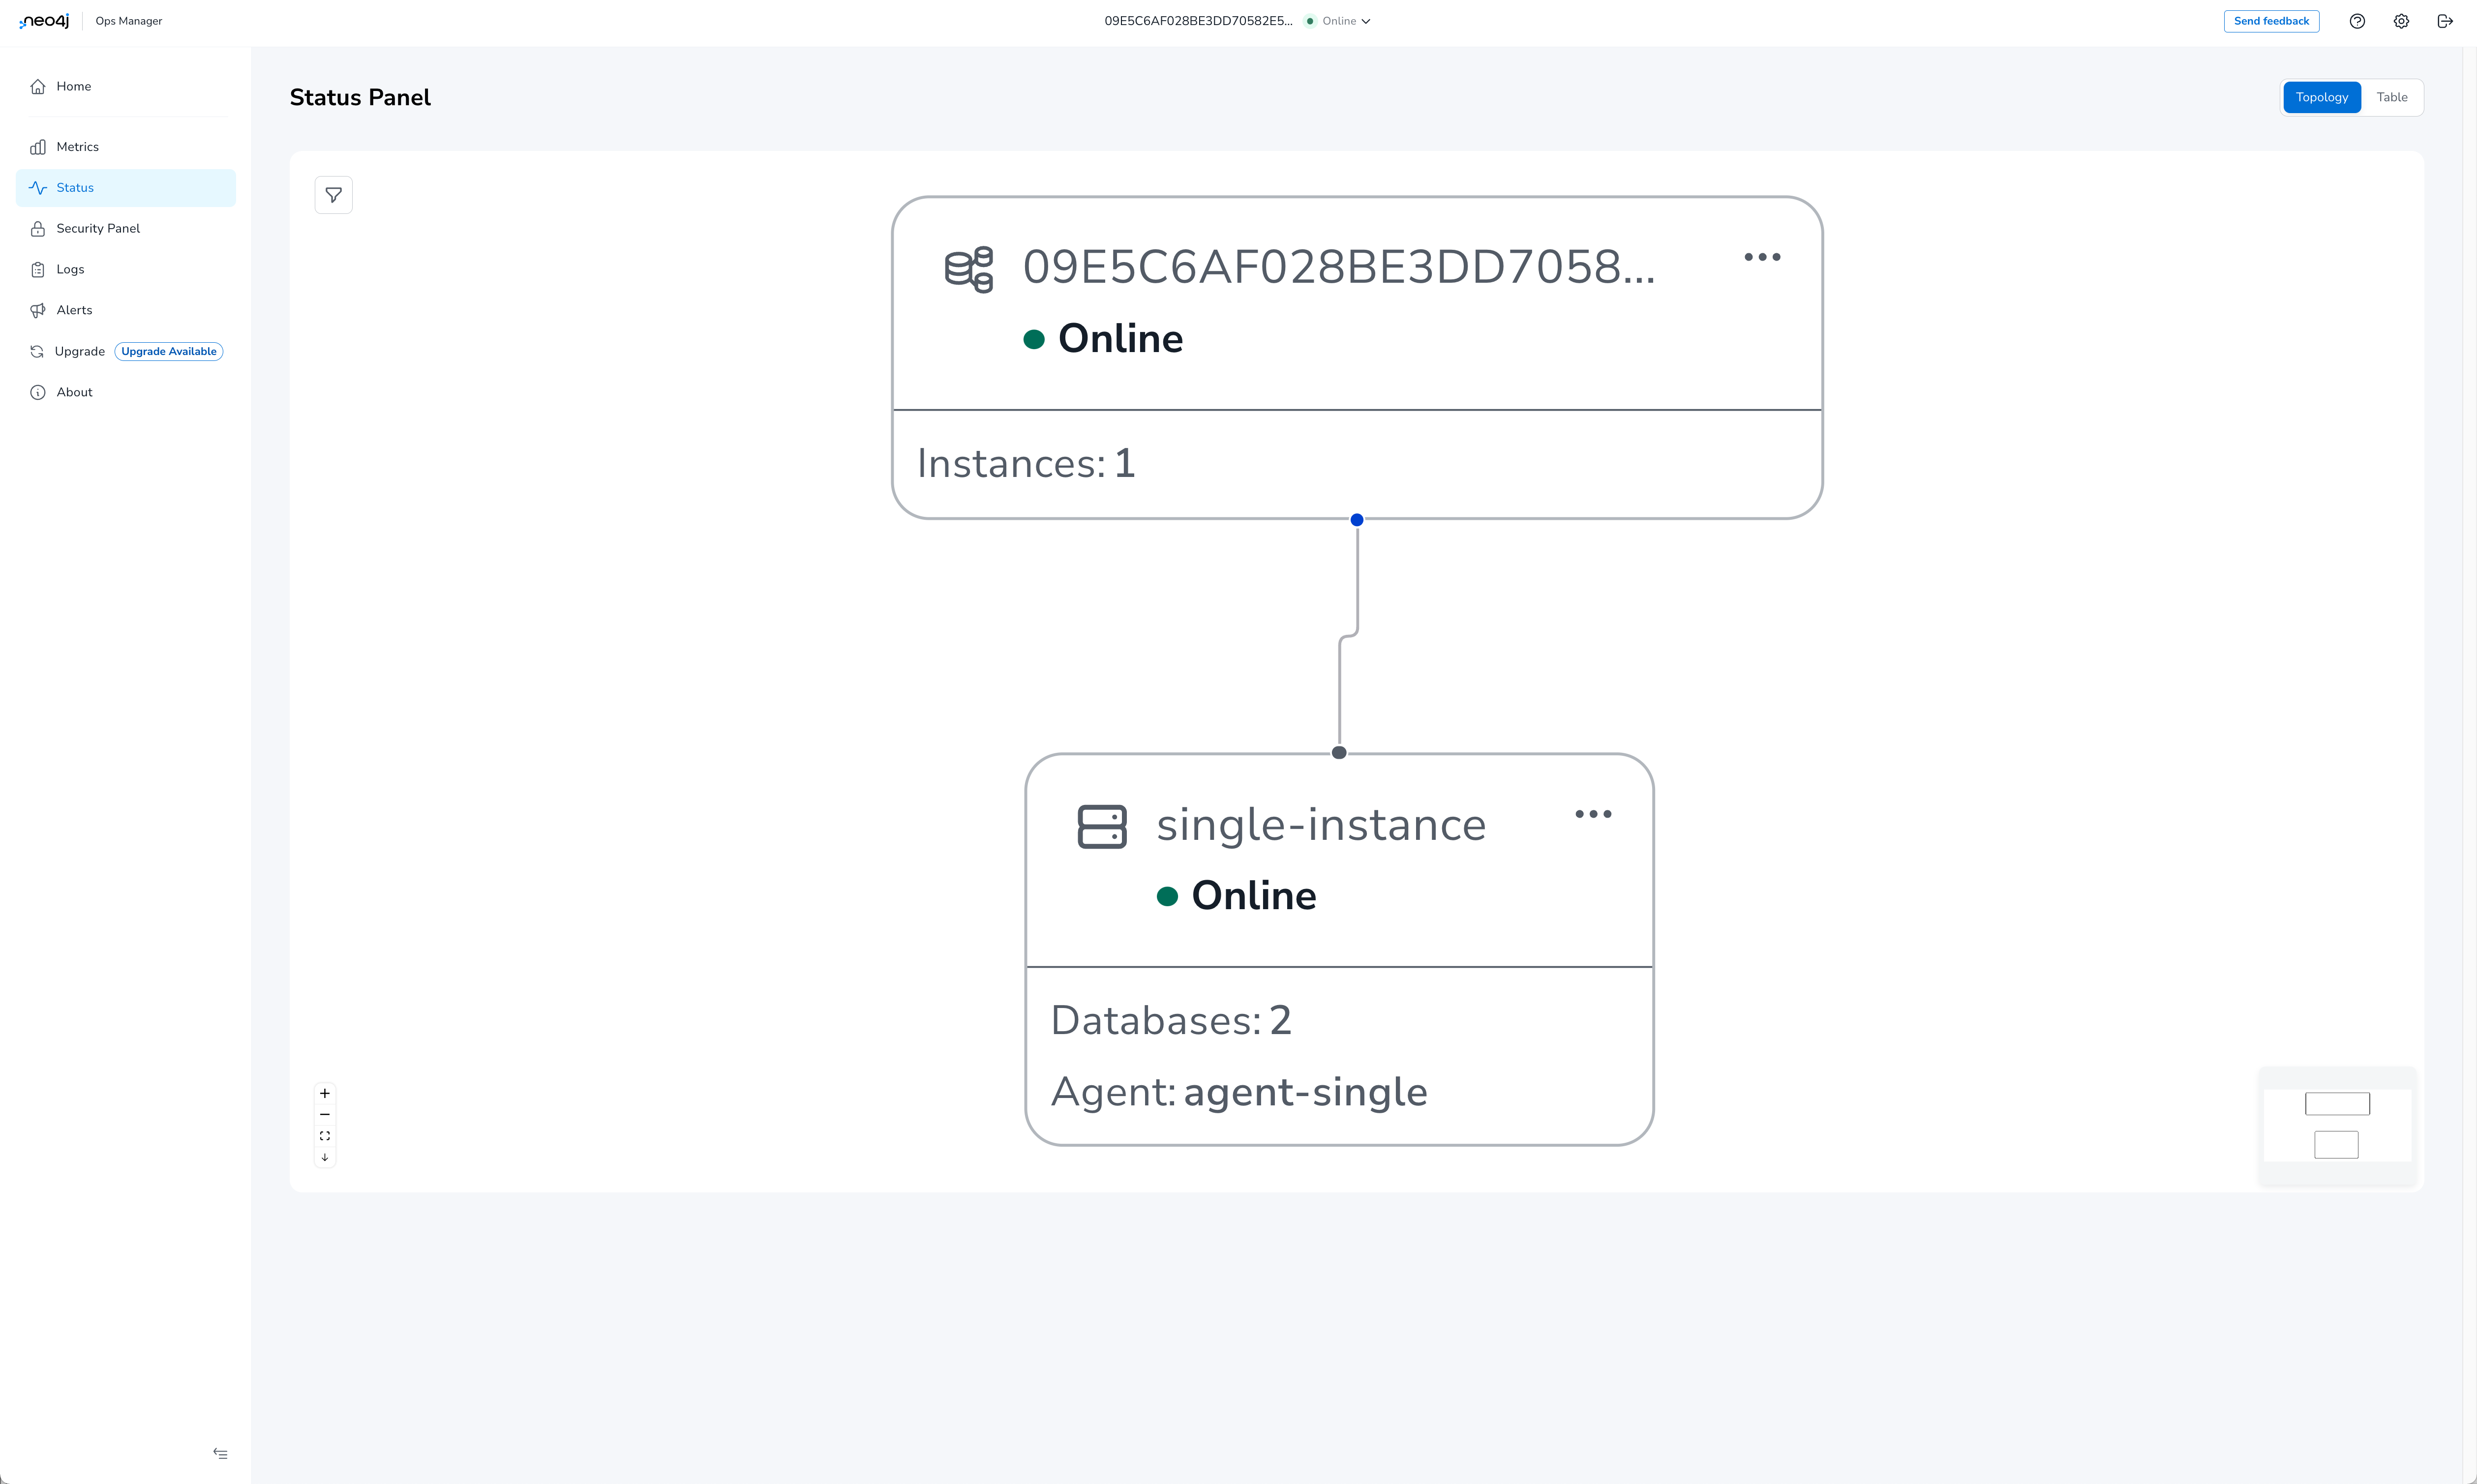 neo4j Ops Manager 09E5C6AF028BE3DD70582E5... Online Send feedback
Home
Metrics
Status
Security Panel
Logs
Alerts
Upgrade Upgrade Available
About
Status Panel
Topology Table
09E5C6AF028BE3DD7058...
Online
Instances: 1
single-instance
Online
Databases: 2
Agent: agent-single